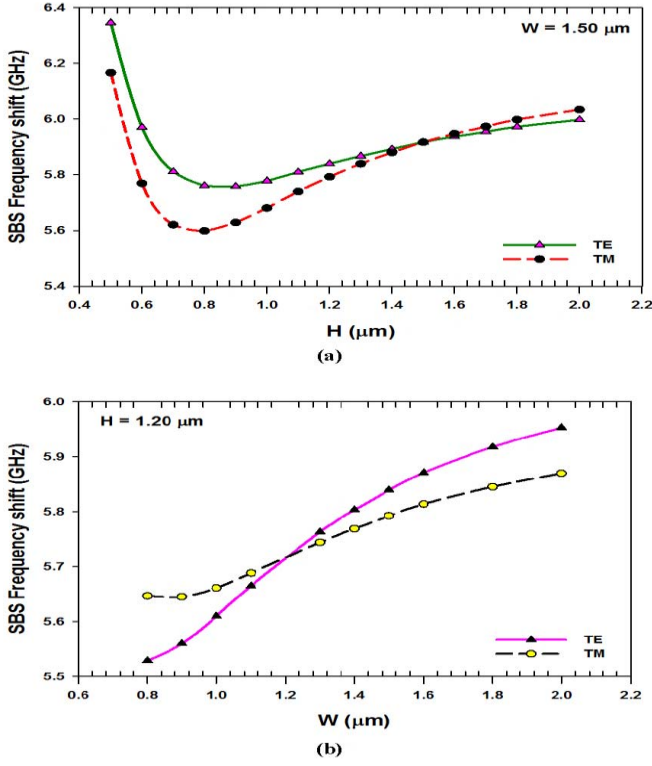 6.4
6.2
6.0
5.8
5.6
5.4
SBS Frequency shift (GHz)
W = 1.50 μm
TE
TM
0.4 0.6 0.8 1.0 1.2 1.4 1.6 1.8 2.0 2.2
H (μm)
(a)
6.0
5.9
5.8
5.7
5.6
5.5
SBS Frequency shift (GHz)
H = 1.20 μm
TE
TM
0.6 0.8 1.0 1.2 1.4 1.6 1.8 2.0 2.2
W (μm)
(b)